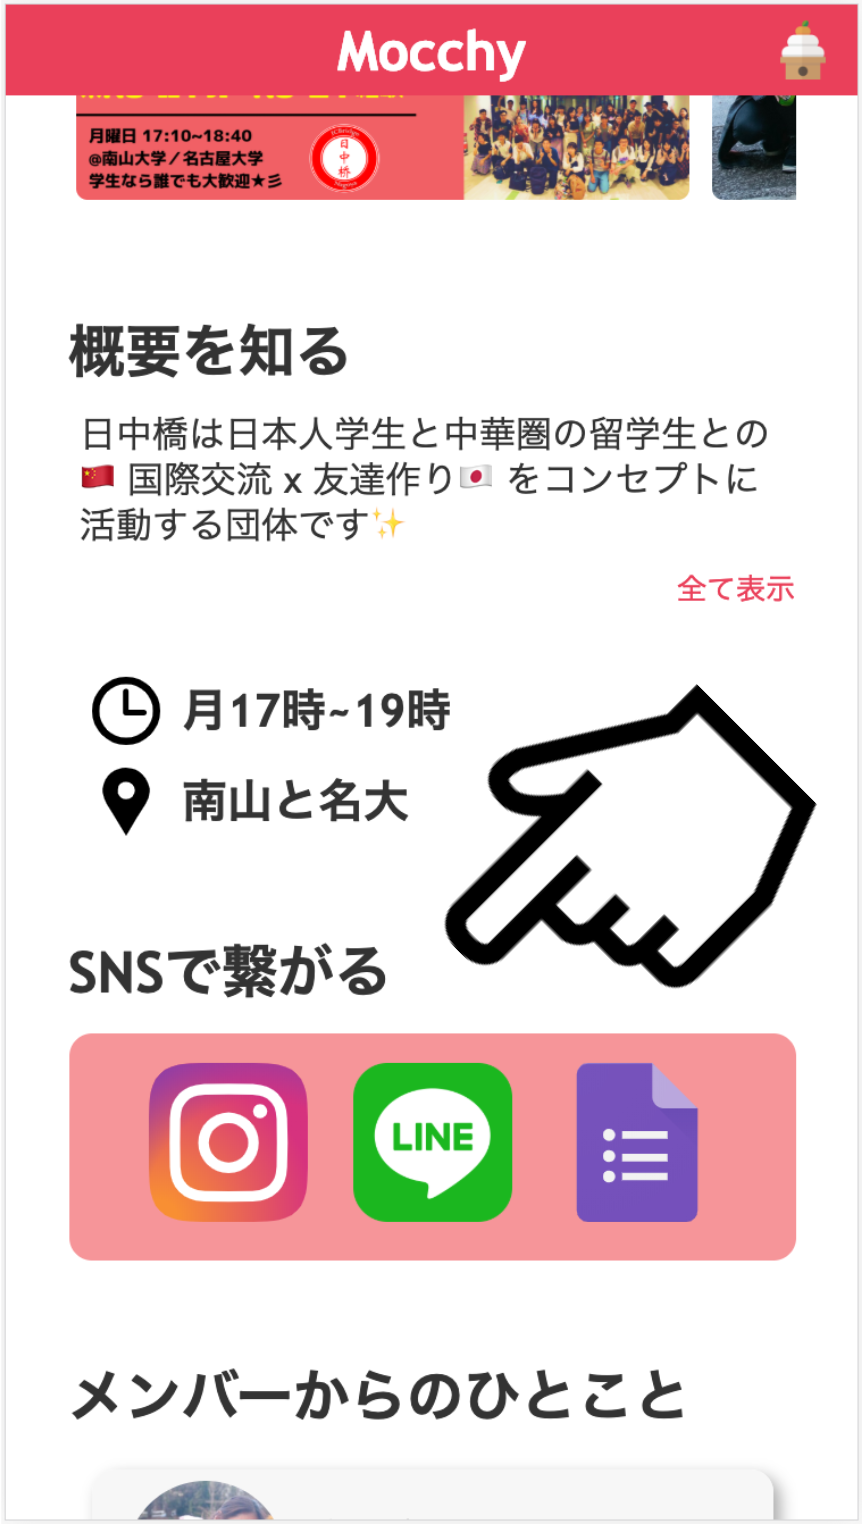 Mocchy
月曜日 17:10~18:40
@南山大学／名古屋大学
学生なら誰でも大歓迎★彡
日中橋
概要を知る
日中橋は日本人学生と中華圏の留学生との
🇨🇳 国際交流 x 友達作り🇯🇵 をコンセプトに
活動する団体です✨
全て表示
月17時~19時
南山と名大
SNSで繋がる
LINE
メンバーからのひとこと